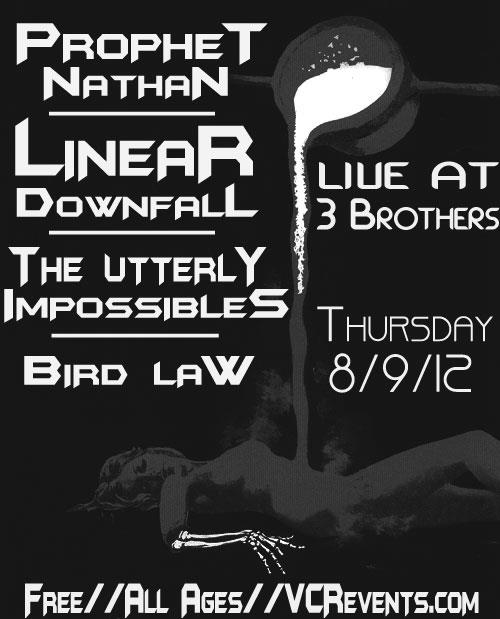 Prophet
Nathan
Linear
Downfall
The Utterly
Impossibles
Bird Law
Live at
3 Brothers
Thursday
8/9/12
Free//All Ages//VCRevents.com